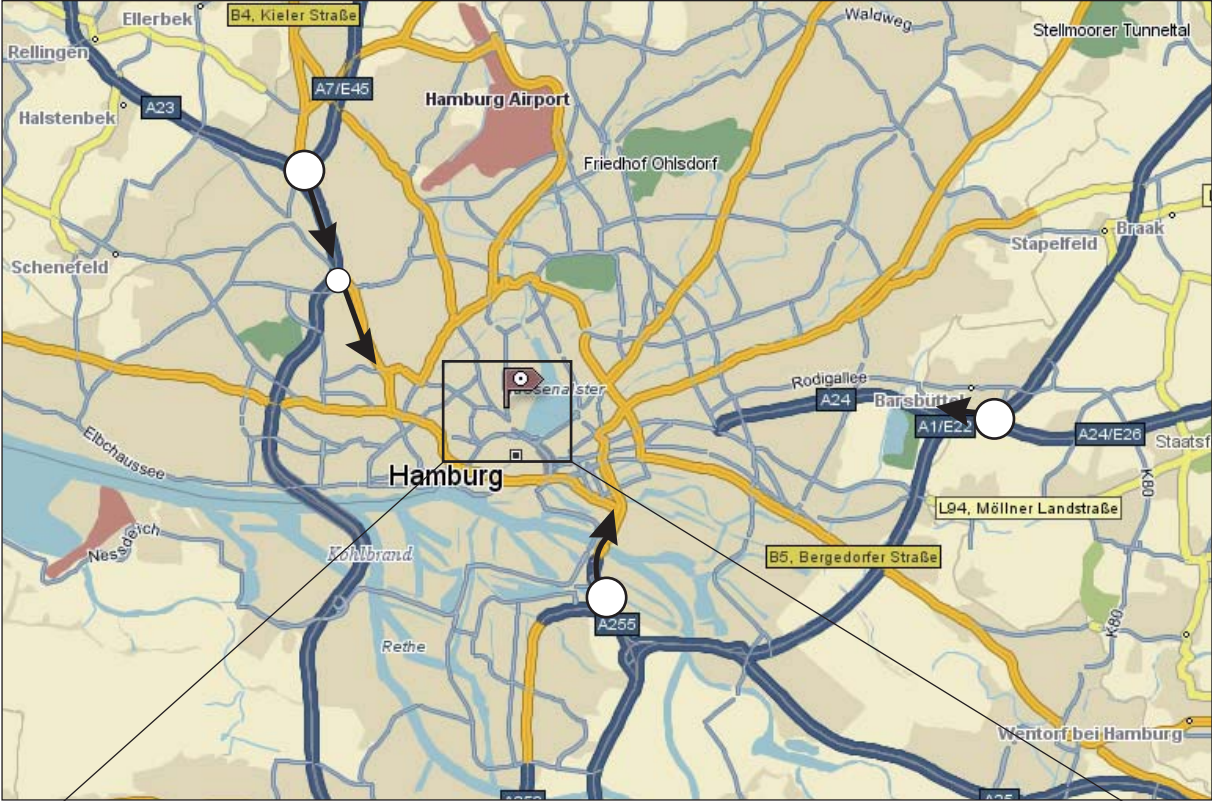 B4, Kieler Straße
Ellerbek
Waldweg
Stellmoorer Tunneltal
Rellingen
A7/E45
Hamburg Airport
A23
Halstenbek
Friedhof Ohlsdorf
Braak
Stapelfeld
Schenefeld
Rodigallee
A24
A1/E22
A24/E26
Elbchaussee
Hamburg
K80
L94, Möllner Landstraße
Nessdeich
Köhlbrand
B5, Bergedorfer Straße
A255
K80
Rethe
Wentorf bei Hamburg
A25